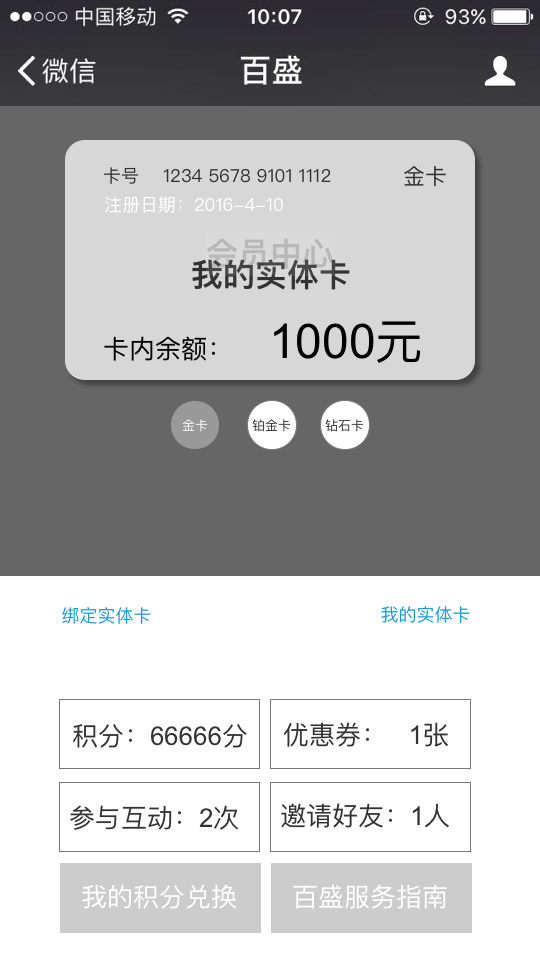 中国移动 10:07 93%
微信 百盛
卡号 1234 5678 9101 1112 金卡
注册日期：2016-4-10
会员中心
我的实体卡
卡内余额： 1000元
金卡 铂金卡 钻石卡
绑定实体卡 我的实体卡
积分：66666分 优惠券： 1张
参与互动：2次 邀请好友：1人
我的积分兑换 百盛服务指南